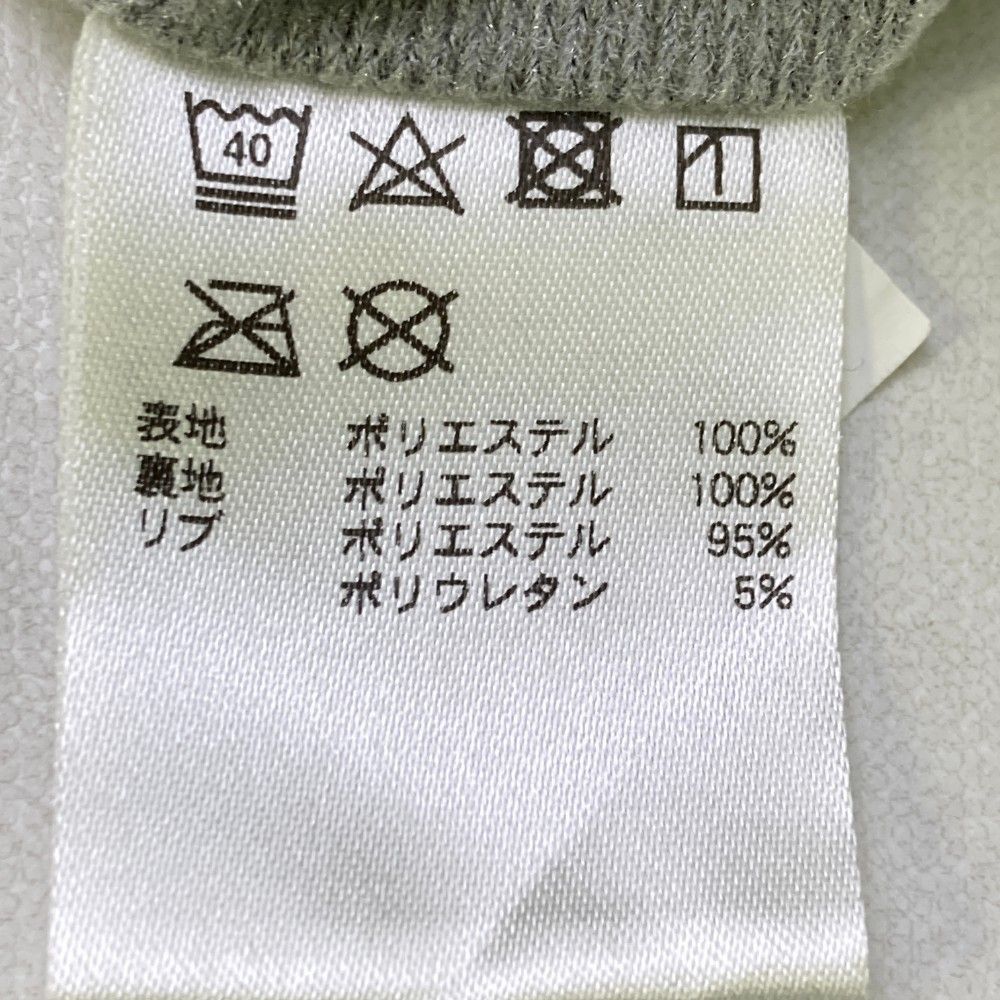 40
表地 ポリエステル 100%
裏地 ポリエステル 100%
リブ ポリエステル 95%
ポリウレタン 5%